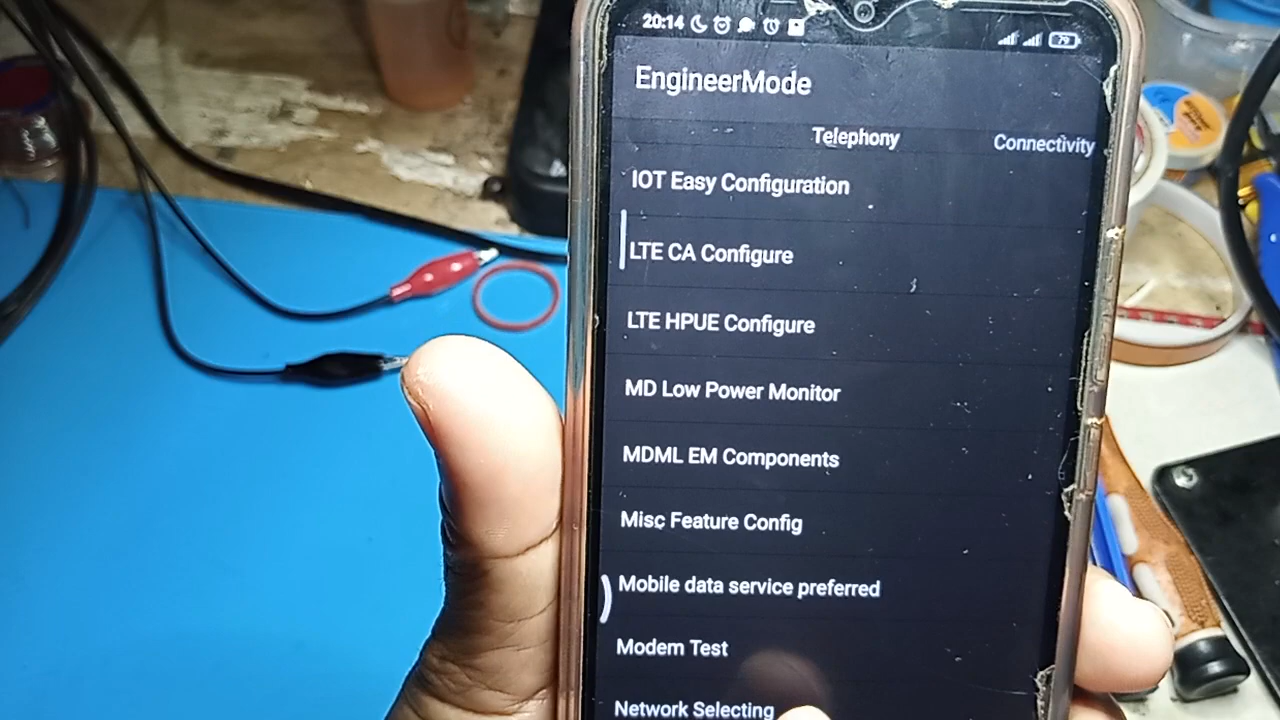 20:14
79
EngineerMode
Telephony Connectivity
IOT Easy Configuration
LTE CA Configure
LTE HPUE Configure
MD Low Power Monitor
MDML EM Components
Misc Feature Config
Mobile data service preferred
Modem Test
Network Selecting